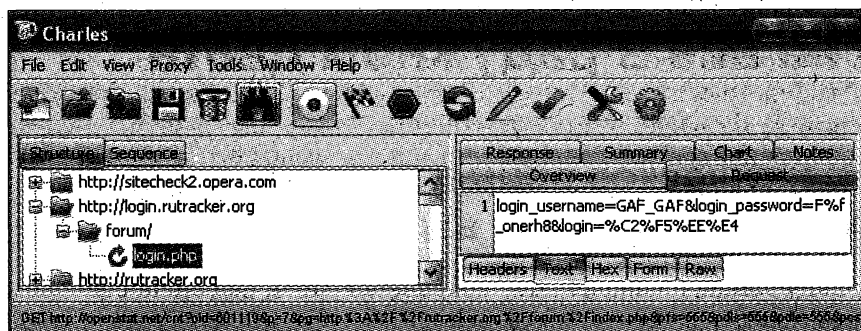 Charles
File Edit View Proxy Tools Window Help
Structure Sequence
http://sitecheck2.opera.com
http://login.rutracker.org
forum/
login.php
http://rutracker.org
Response Summary Chart Notes
Overview Request
1 login_username=GAF_GAF&login_password=F%f
_onerh8&login=%C2%F5%EE%E4
Headers Text Hex Form Raw